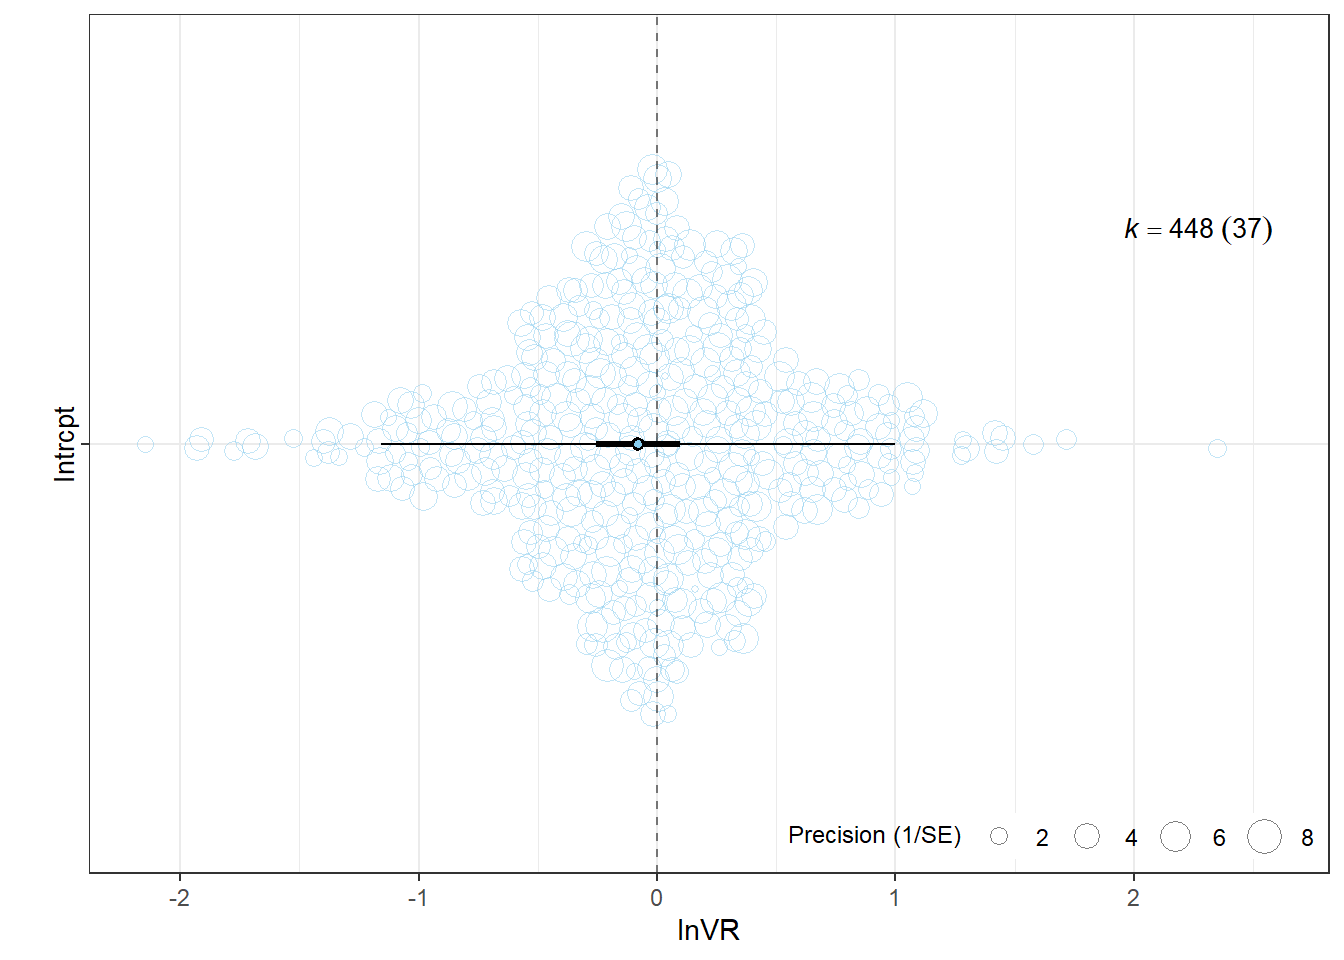 k = 448 (37)
Intrcpt
Precision (1/SE) 2 4 6 8
-2 -1 0 1 2
lnVR